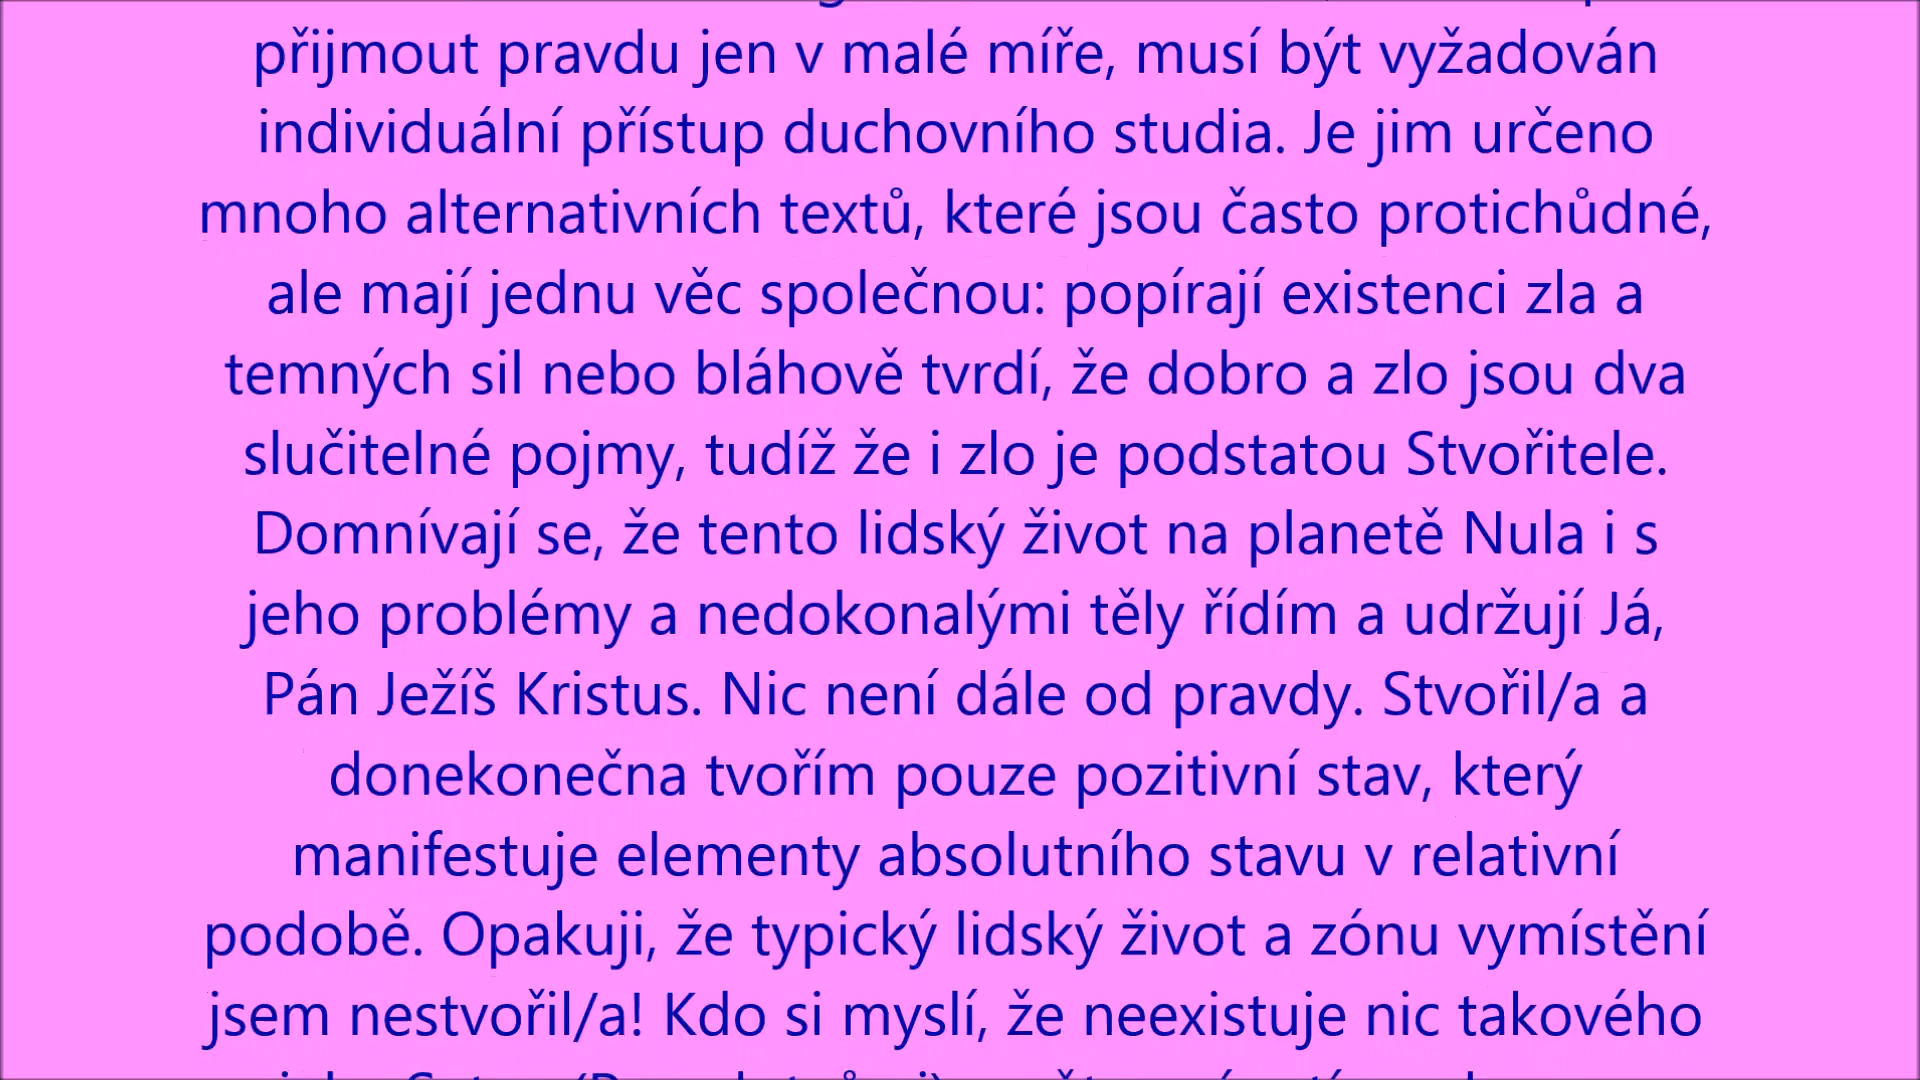 přijmout pravdu jen v malé míře, musí být vyžadován
individuální přístup duchovního studia. Je jim určeno
mnoho alternativních textů, které jsou často protichůdné,
ale mají jednu věc společnou: popírají existenci zla a
temných sil nebo bláhově tvrdí, že dobro a zlo jsou dva
slučitelné pojmy, tudíž že i zlo je podstatou Stvořitele.
Domnívají se, že tento lidský život na planetě Nula i s
jeho problémy a nedokonalými těly řídím a udržují Já,
Pán Ježíš Kristus. Nic není dále od pravdy. Stvořil/a a
donekonečna tvořím pouze pozitivní stav, který
manifestuje elementy absolutního stavu v relativní
podobě. Opakuji, že typický lidský život a zónu vymístění
jsem nestvořil/a! Kdo si myslí, že neexistuje nic takového